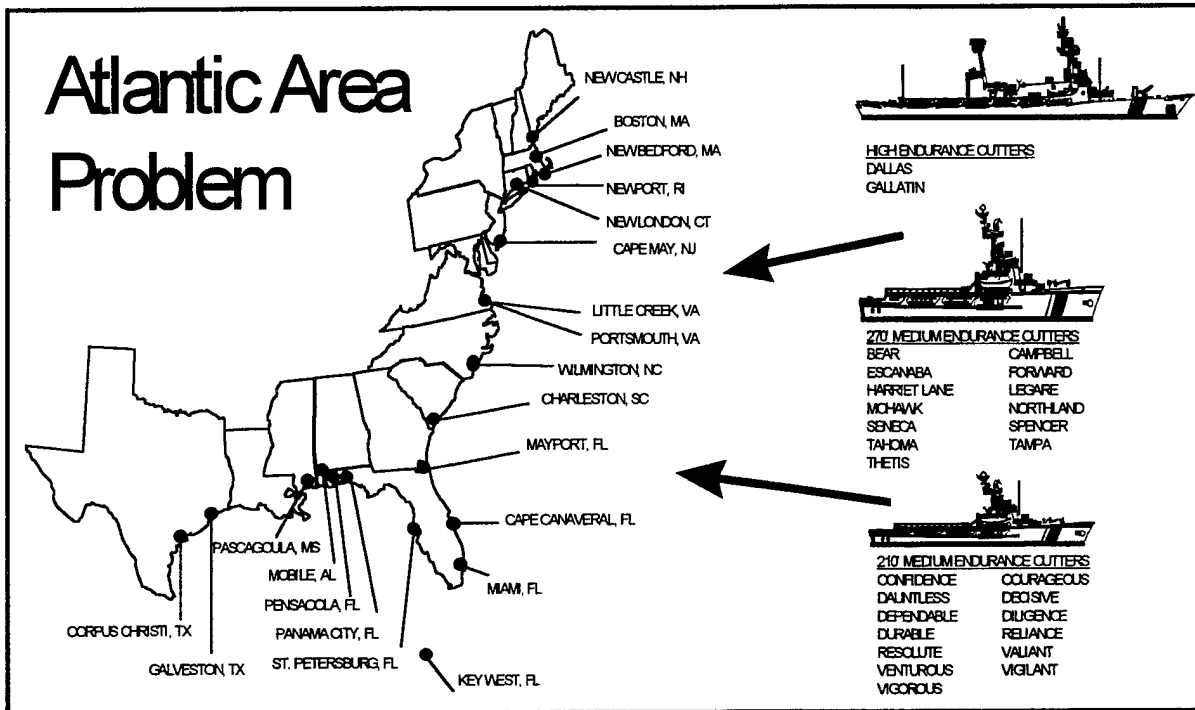 Atlantic Area
Problem
NEWCASTLE, NH
BOSTON, MA
NEW BEDFORD, MA
NEWPORT, RI
NEW LONDON, CT
CAPE MAY, NJ
LITTLE CREEK, VA
PORTSMOUTH, VA
WILMINGTON, NC
CHARLESTON, SC
MAYPORT, FL
CAPE CANAVERAL, FL
MIAMI, FL
KEY WEST, FL
PASCAGOULA, MS
MOBILE, AL
PENSACOLA, FL
PANAMA CITY, FL
ST. PETERSBURG, FL
CORPUS CHRISTI, TX
GALVESTON, TX
HIGH ENDURANCE CUTTERS
DALLAS
GALLATIN
270' MEDIUM ENDURANCE CUTTERS
BEAR CAMPBELL
ESCANABA FORWARD
HARRIET LANE LEGARE
MOHAWK NORTHLAND
SENECA SPENCER
TAHOMA TAMPA
THETIS
210' MEDIUM ENDURANCE CUTTERS
CONFIDENCE COURAGEOUS
DAUNTLESS DECISIVE
DEPENDABLE DILIGENCE
DURABLE RELIANCE
RESOLUTE VALIANT
VENTUROUS VIGILANT
VIGOROUS